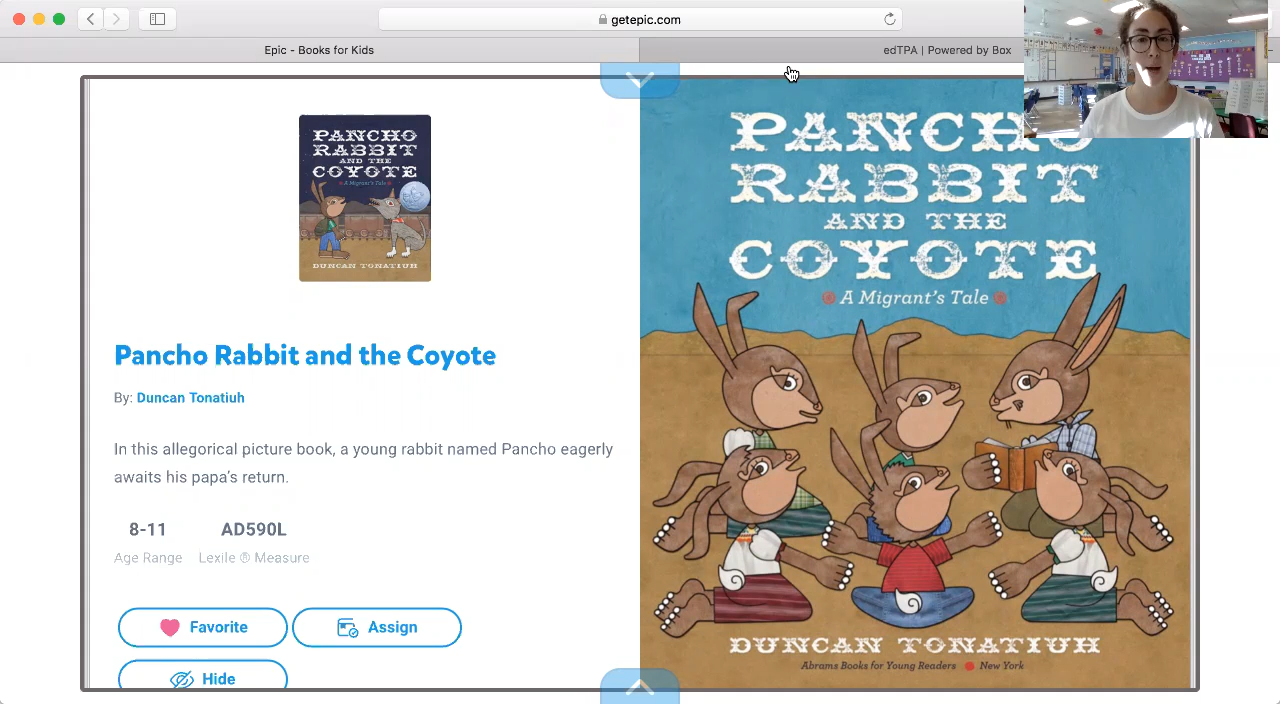 getepic.com
Epic - Books for Kids
edTPA | Powered by Box
PANCHO
RABBIT
AND THE
COYOTE
A Migrant's Tale
DUNCAN TONATIUH
Pancho Rabbit and the Coyote
By: Duncan Tonatiuh
In this allegorical picture book, a young rabbit named Pancho eagerly
awaits his papa's return.
8-11 AD590L
Age Range Lexile ® Measure
Favorite Assign
Hide
PANCHO
RABBIT
AND THE
COYOTE
A Migrant's Tale
DUNCAN TONATIUH
Abrams Books for Young Readers New York